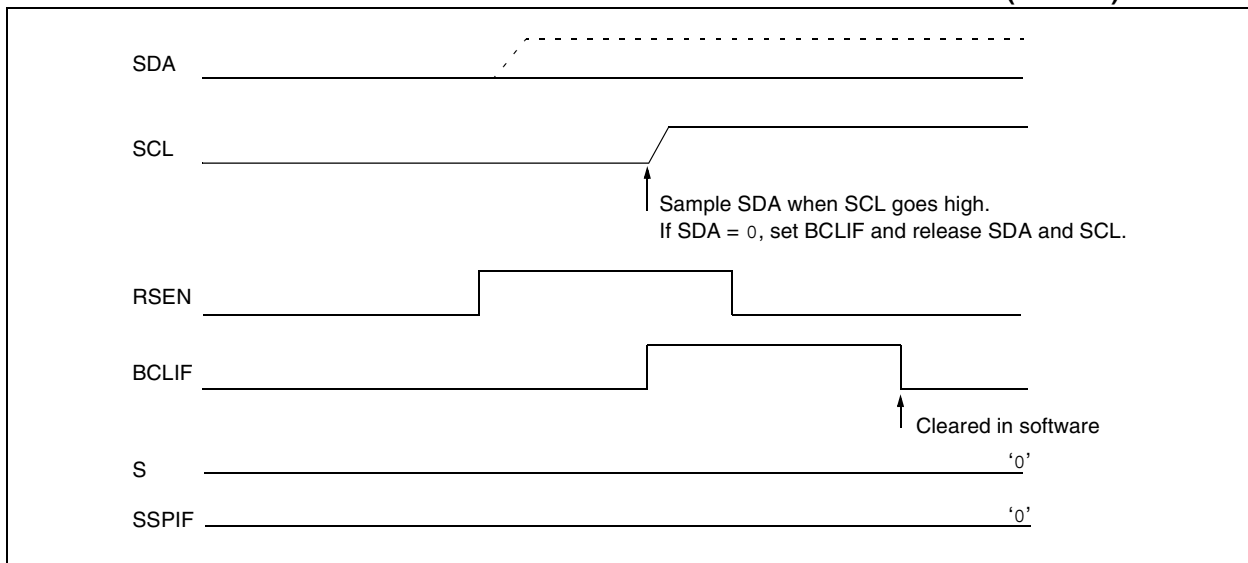 SDA
SCL
Sample SDA when SCL goes high.
If SDA = 0, set BCLIF and release SDA and SCL.
RSEN
BCLIF
Cleared in software
S
‘0’
SSPIF
‘0’